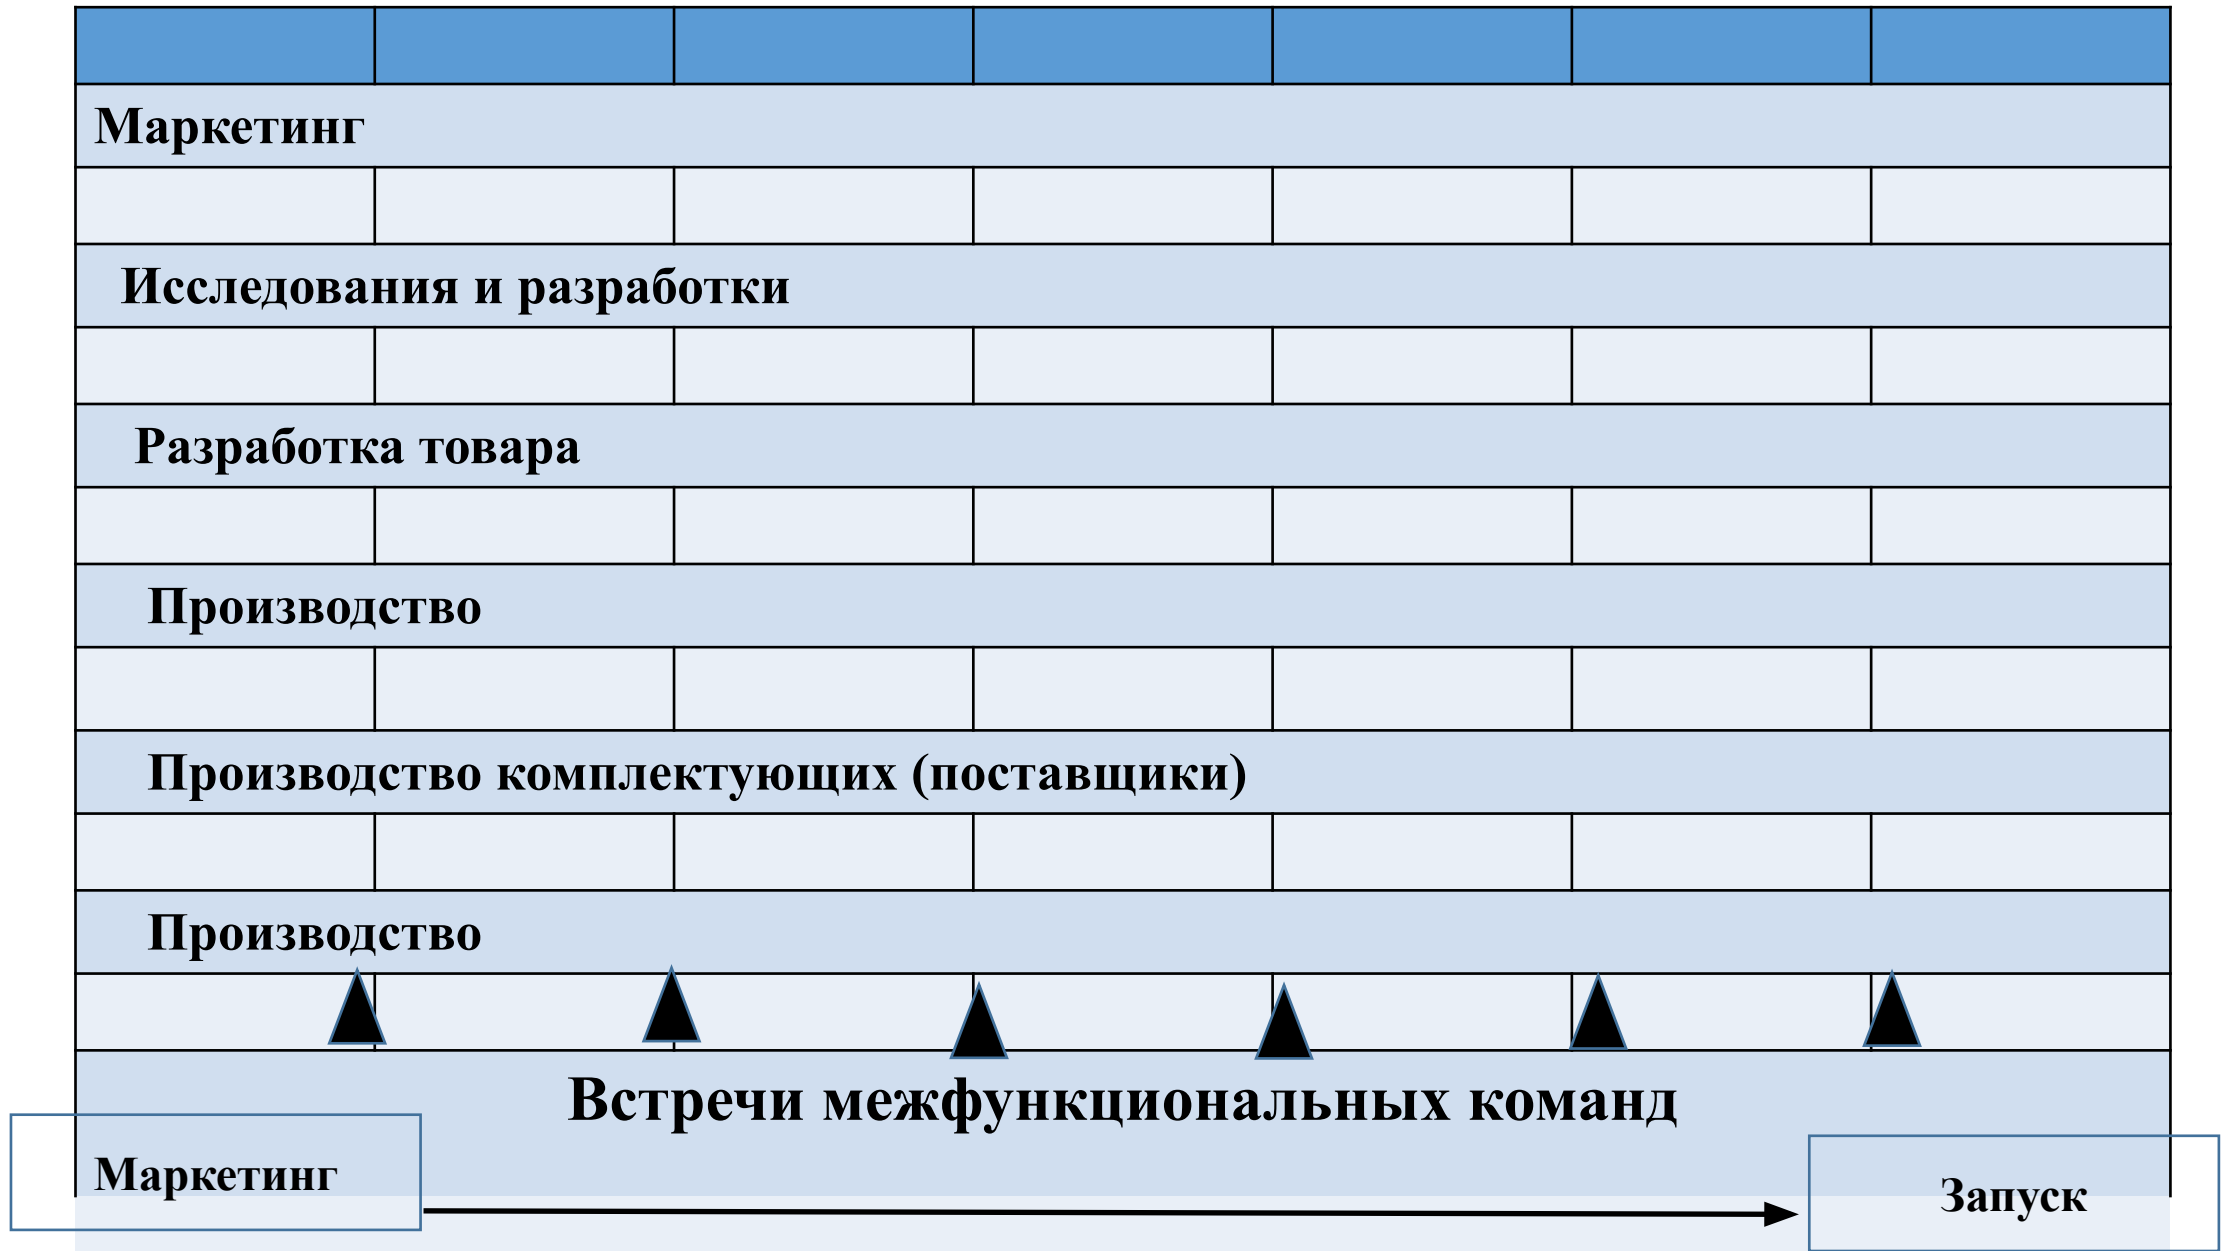 Маркетинг
Исследования и разработки
Разработка товара
Производство
Производство комплектующих (поставщики)
Производство
Встречи межфункциональных команд
Маркетинг
Запуск